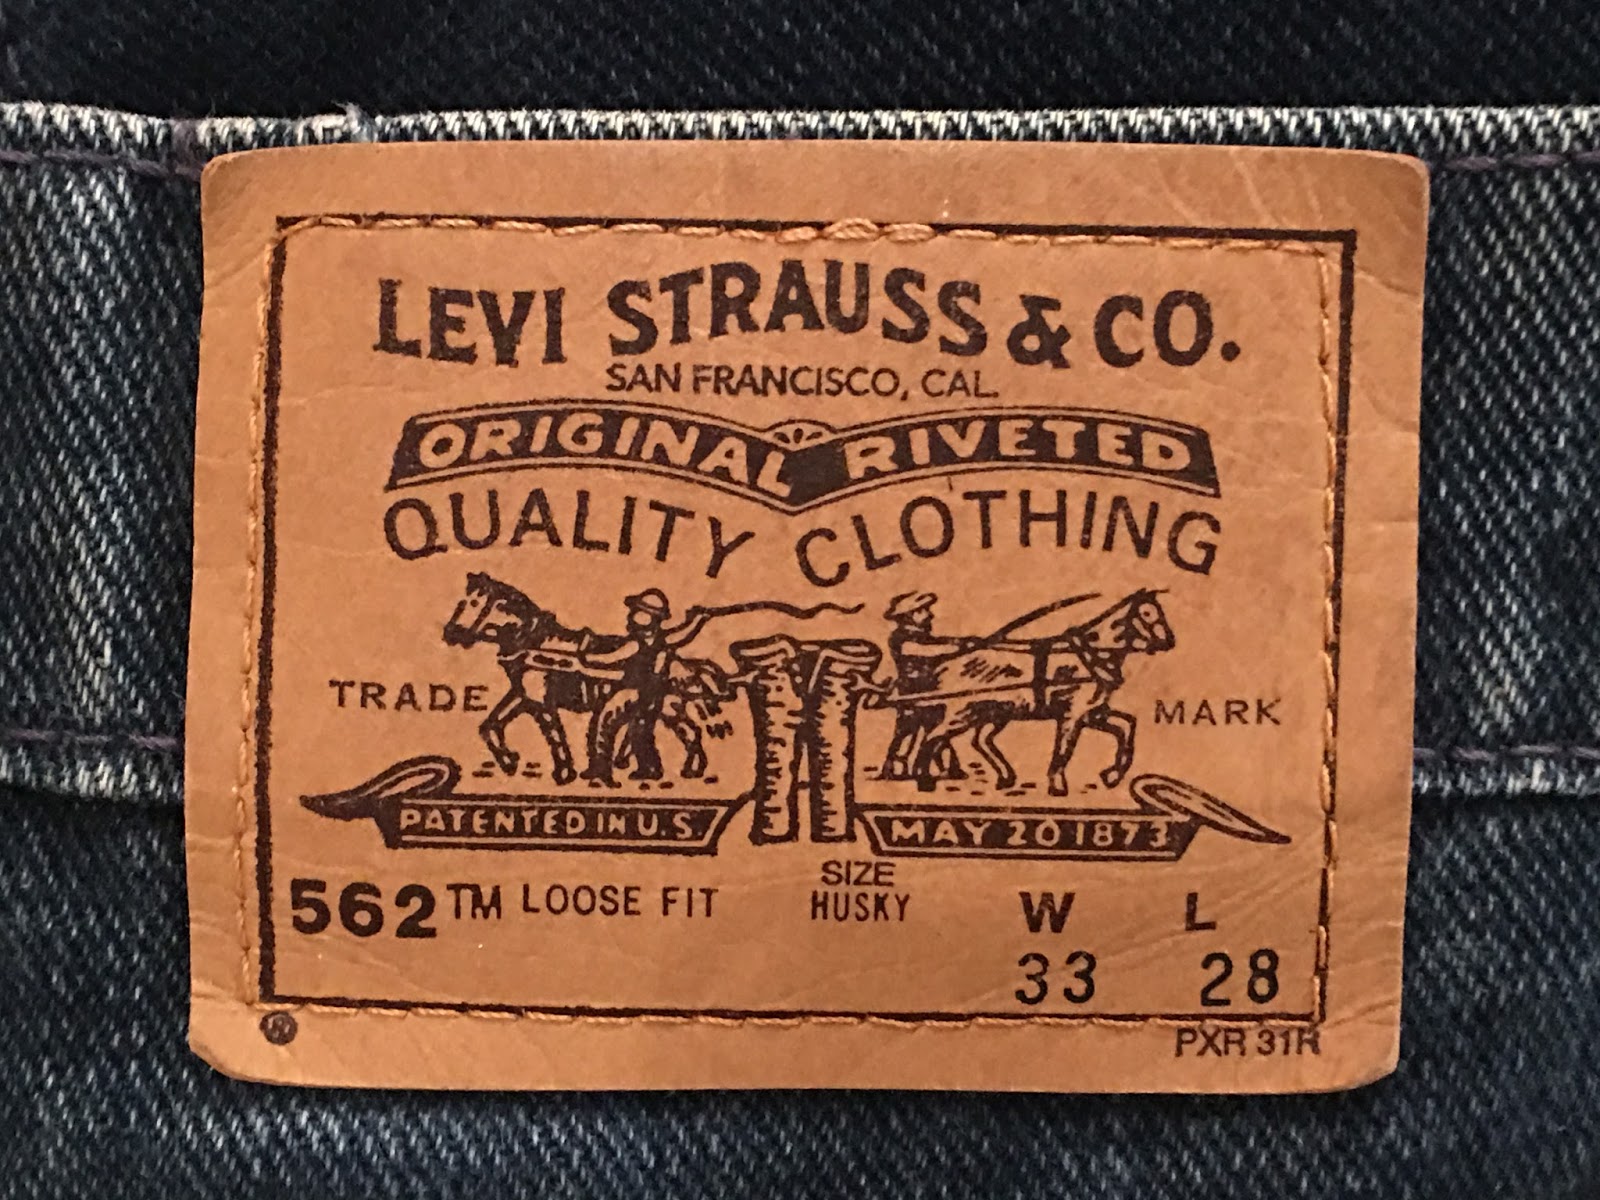 LEVI STRAUSS & CO.
SAN FRANCISCO, CAL.
ORIGINAL RIVETED
QUALITY CLOTHING
TRADE MARK
PATENTED IN U.S. MAY 20 1873
562™ LOOSE FIT SIZE HUSKY W 33 L 28
®
PXR 31R